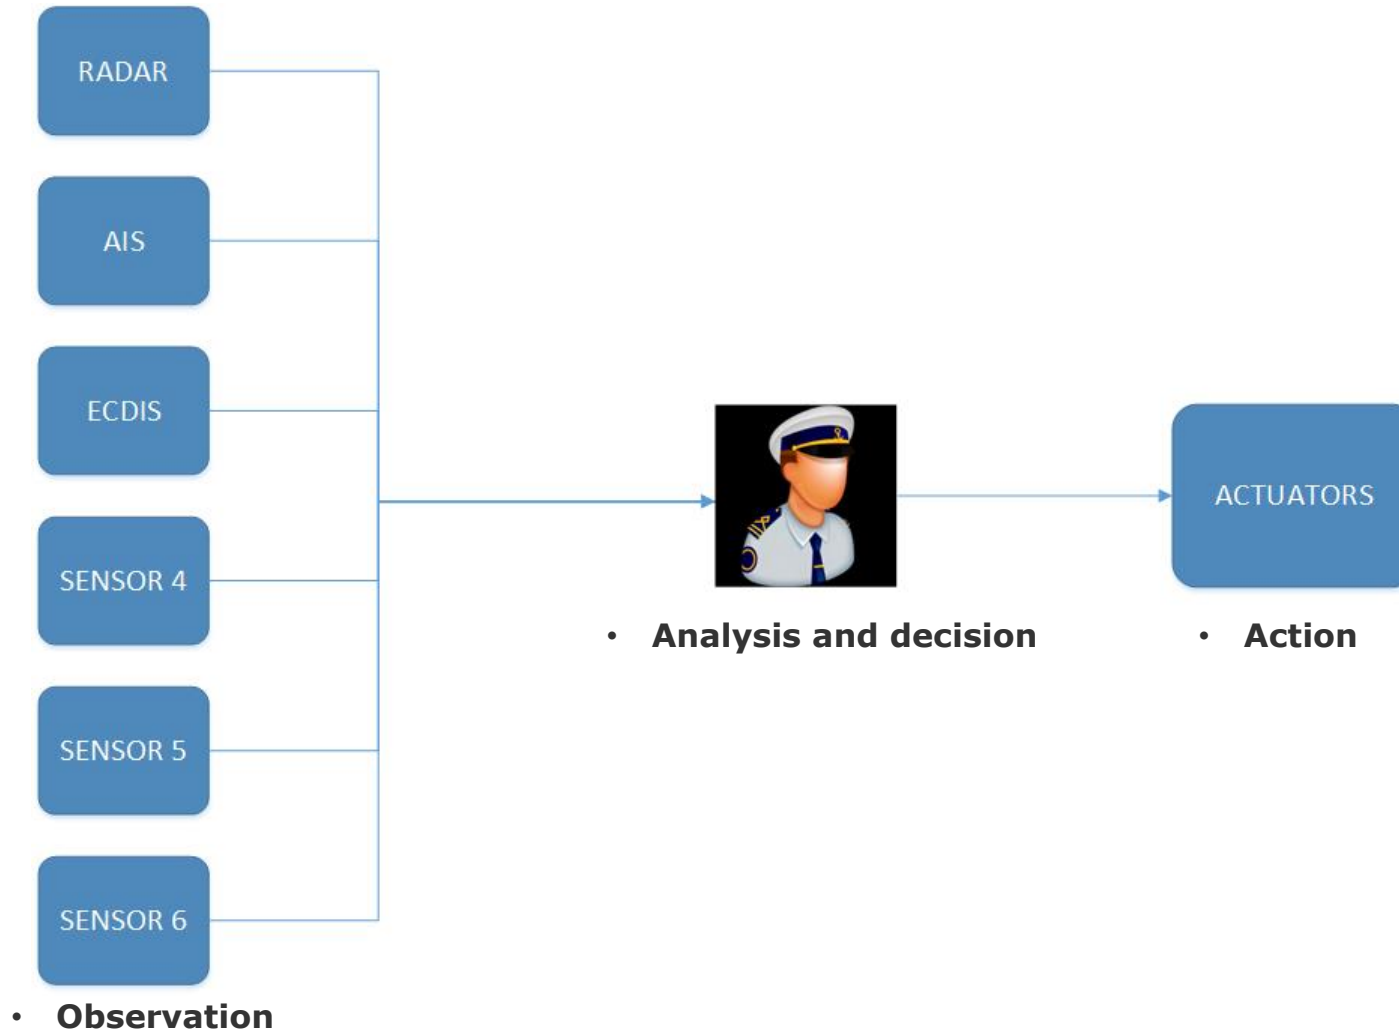 RADAR
AIS
ECDIS
SENSOR 4
SENSOR 5
SENSOR 6
• Observation
• Analysis and decision
ACTUATORS
• Action